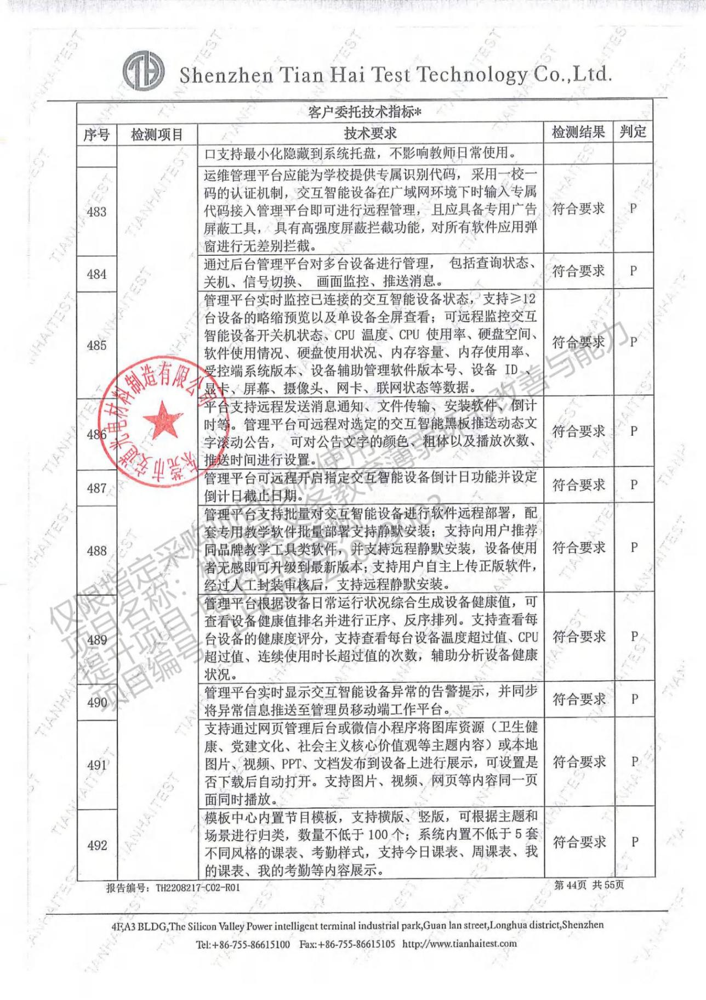 Shenzhen Tian Hai Test Technology Co.,Ltd.
客户委托技术指标*
序号 检测项目 技术要求 检测结果 判定
口支持最小化隐藏到系统托盘，不影响教师日常使用。
运维管理平台应能为学校提供专属识别代码，采用一校一
码的认证机制，交互智能设备在广域网环境下时输入专属
483 代码接入管理平台即可进行远程管理，且应具备专用广告 符合要求 P
屏蔽工具， 具有高强度屏蔽拦截功能，对所有软件应用弹
窗进行无差别拦截。
484 通过后台管理平台对多台设备进行管理， 包括查询状态、 符合要求 P
关机、信号切换、 画面监控、推送消息。
管理平台实时监控已连接的交互智能设备状态，支持≥12
台设备的略缩预览以及单设备全屏查看；可远程监控交互
485 智能设备开关机状态、CPU 温度、CPU 使用率、硬盘空间、 符合要求 P
软件使用情况、硬盘使用状况、内存容量、内存使用率、
受控端系统版本、设备辅助管理软件版本号、设备 ID 、
显卡、屏幕、摄像头、网卡、联网状态等数据。
平台支持远程发送消息通知、文件传输、安装软件、倒计
486 时等。管理平台可远程对选定的交互智能黑板推送动态文 符合要求 P
字滚动公告， 可对公告文字的颜色、粗体以及播放次数、
推送时间进行设置。
487 管理平台可远程开启指定交互智能设备倒计日功能并设定 符合要求 P
倒计日截止日期。
管理平台支持批量对交互智能设备进行软件远程部署，配
套专用教学软件批量部署支持静默安装；支持向用户推荐
488 同品牌教学工具类软件，并支持远程静默安装，设备使用 符合要求 P
者无感即可升级到最新版本；支持用户自主上传正版软件，
经过人工封装审核后，支持远程静默安装。
管理平台根据设备日常运行状况综合生成设备健康值，可
查看设备健康值排名并进行正序、反序排列。支持查看每
489 台设备的健康度评分，支持查看每台设备温度超过值、CPU 符合要求 P
超过值、连续使用时长超过值的次数，辅助分析设备健康
状况。
490 管理平台实时显示交互智能设备异常的告警提示，并同步 符合要求 P
将异常信息推送至管理员移动端工作平台。
支持通过网页管理后台或微信小程序将图库资源（卫生健
康、党建文化、社会主义核心价值观等主题内容）或本地
491 图片、视频、PPT、文档发布到设备上进行展示，可设置是 符合要求 P
否下载后自动打开。支持图片、视频、网页等内容同一页
面同时播放。
模板中心内置节目模板，支持横版、竖版，可根据主题和
492 场景进行归类，数量不低于 100 个；系统内置不低于 5 套 符合要求 P
不同风格的课表、考勤样式，支持今日课表、周课表、我
的课表、我的考勤等内容展示。
报告编号：TH2208217-C02-R01 第 44页 共 55页
4F,A3 BLDG,The Silicon Valley Power intelligent terminal industrial park,Guan lan street,Longhua district,Shenzhen
Tel:+86-755-86615100 Fax:+86-755-86615105 http://www.tianhaitest.com
东莞市安道光电材料制造有限公司